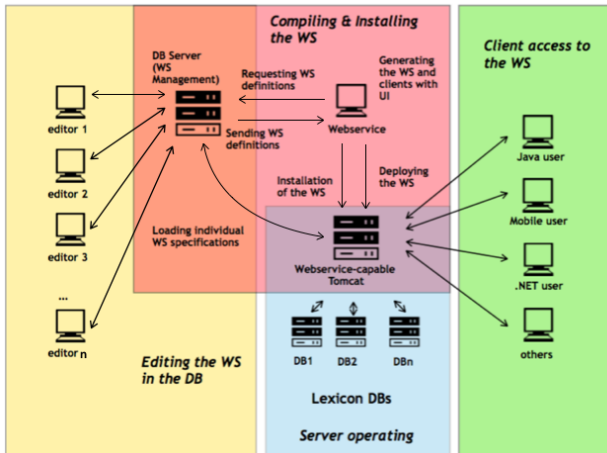 Compiling & Installing
the WS
Client access to
the WS
DB Server
(WS
Management)
Requesting WS
definitions
Generating
the WS and
clients with
UI
editor 1
Webservice
Sending WS
definitions
Java user
editor 2
Installation
of the WS
Deploying
the WS
Mobile user
Loading individual
WS specifications
editor 3
Webservice-capable
Tomcat
.NET user
...
editor n
DB1
DB2
DBn
others
Editing the WS
in the DB
Lexicon DBs
Server operating